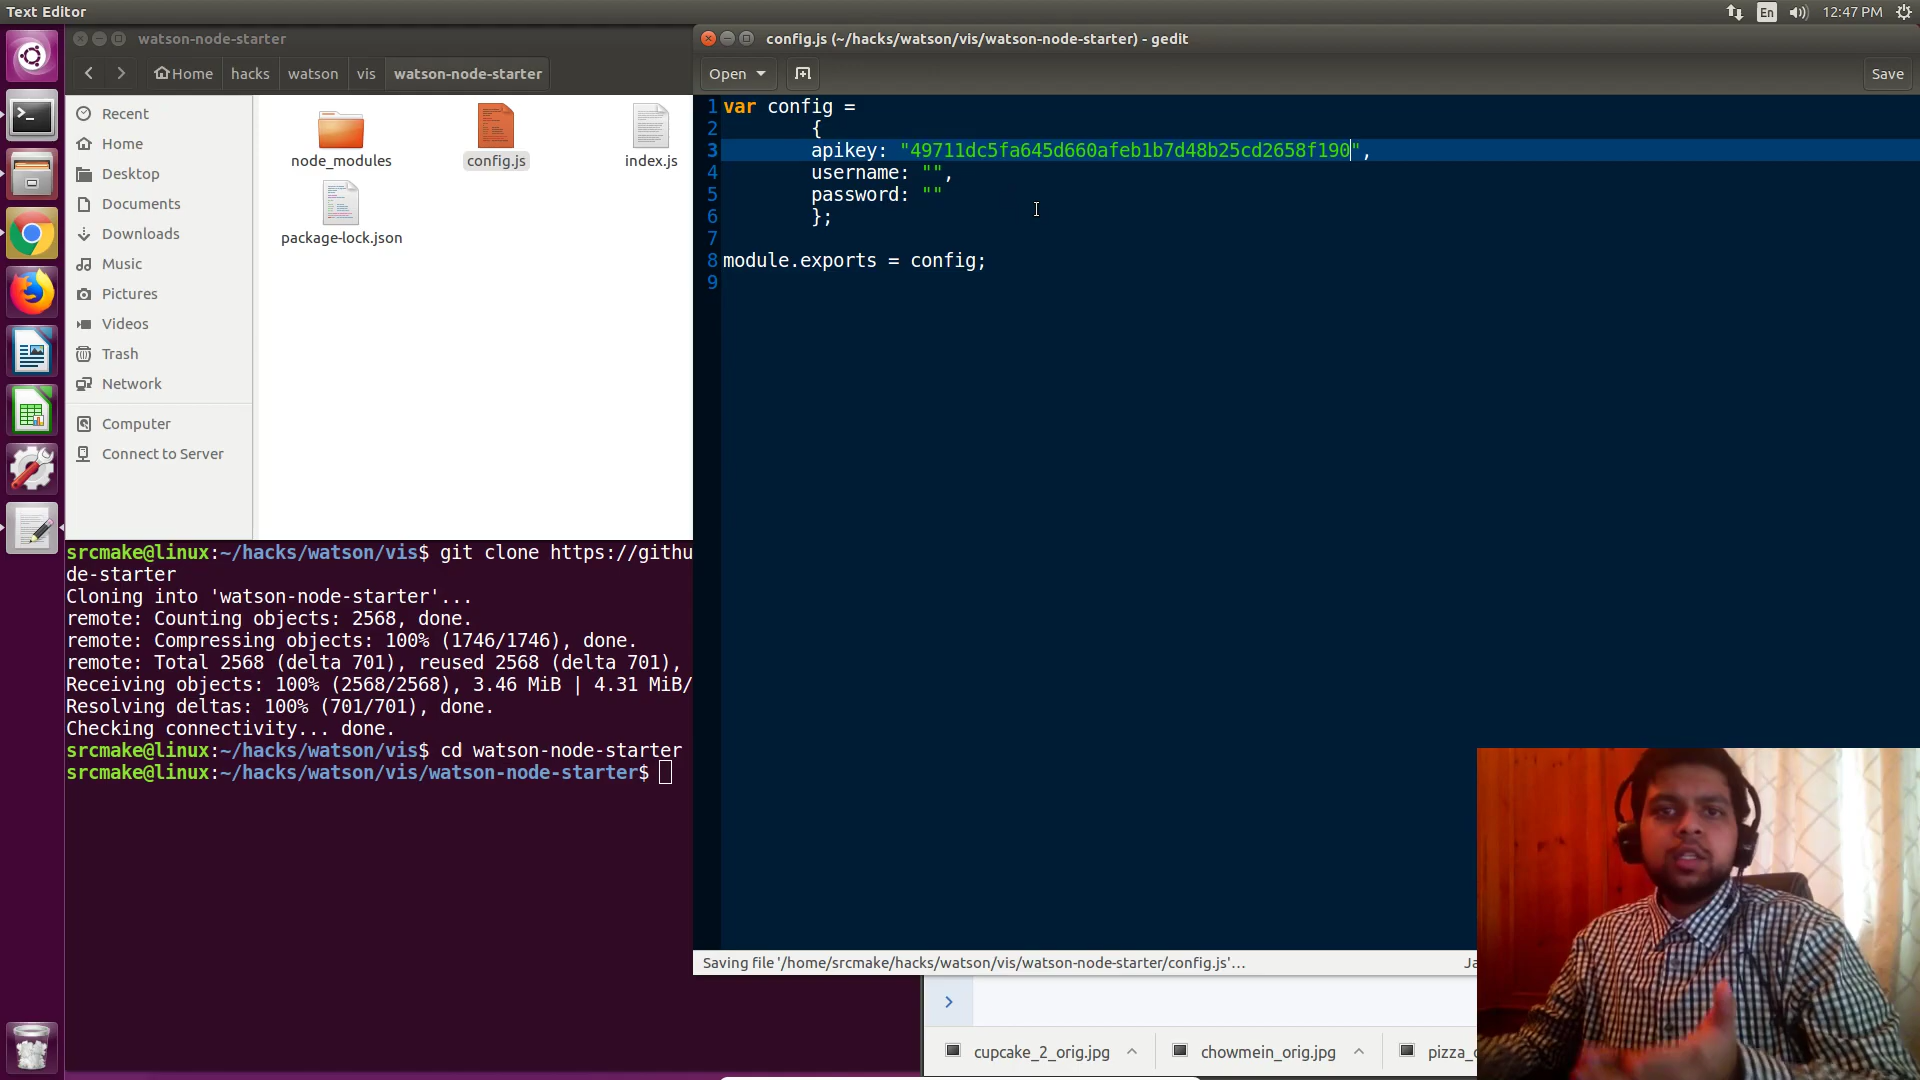 Text Editor
En
12:47 PM
watson-node-starter
Home
hacks
watson
vis
watson-node-starter
Recent
Home
Desktop
Documents
Downloads
Music
Pictures
Videos
Trash
Network
Computer
Connect to Server
node_modules
config.js
index.js
package-lock.json
config.js (~/hacks/watson/vis/watson-node-starter) - gedit
Open
Save
1 var config =
2 {
3 apikey: "49711dc5fa645d660afeb1b7d48b25cd2658f190",
4 username: "",
5 password: ""
6 };
7
8 module.exports = config;
9
Saving file '/home/srcmake/hacks/watson/vis/watson-node-starter/config.js'...
Ja
srcmake@linux:~/hacks/watson/vis$ git clone https://githu
de-starter
Cloning into 'watson-node-starter'...
remote: Counting objects: 2568, done.
remote: Compressing objects: 100% (1746/1746), done.
remote: Total 2568 (delta 701), reused 2568 (delta 701),
Receiving objects: 100% (2568/2568), 3.46 MiB | 4.31 MiB/
Resolving deltas: 100% (701/701), done.
Checking connectivity... done.
srcmake@linux:~/hacks/watson/vis$ cd watson-node-starter
srcmake@linux:~/hacks/watson/vis/watson-node-starter$
cupcake_2_orig.jpg
chowmein_orig.jpg
pizza_